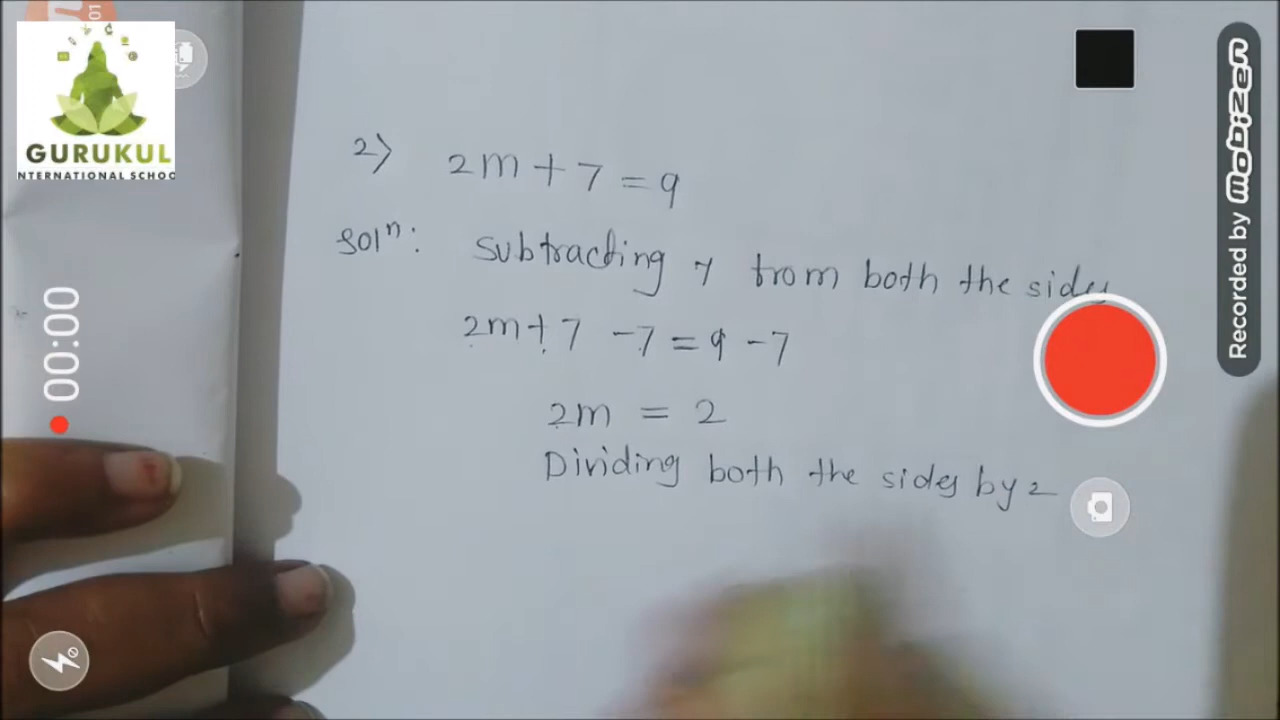 01
GURUKUL
NTERNATIONAL SCHOO
2) 2m + 7 = 9
Solⁿ: Subtracting 7 from both the sides
2m + 7 - 7 = 9 - 7
2m = 2
Dividing both the sides by 2
00:00
Recorded by mobizen